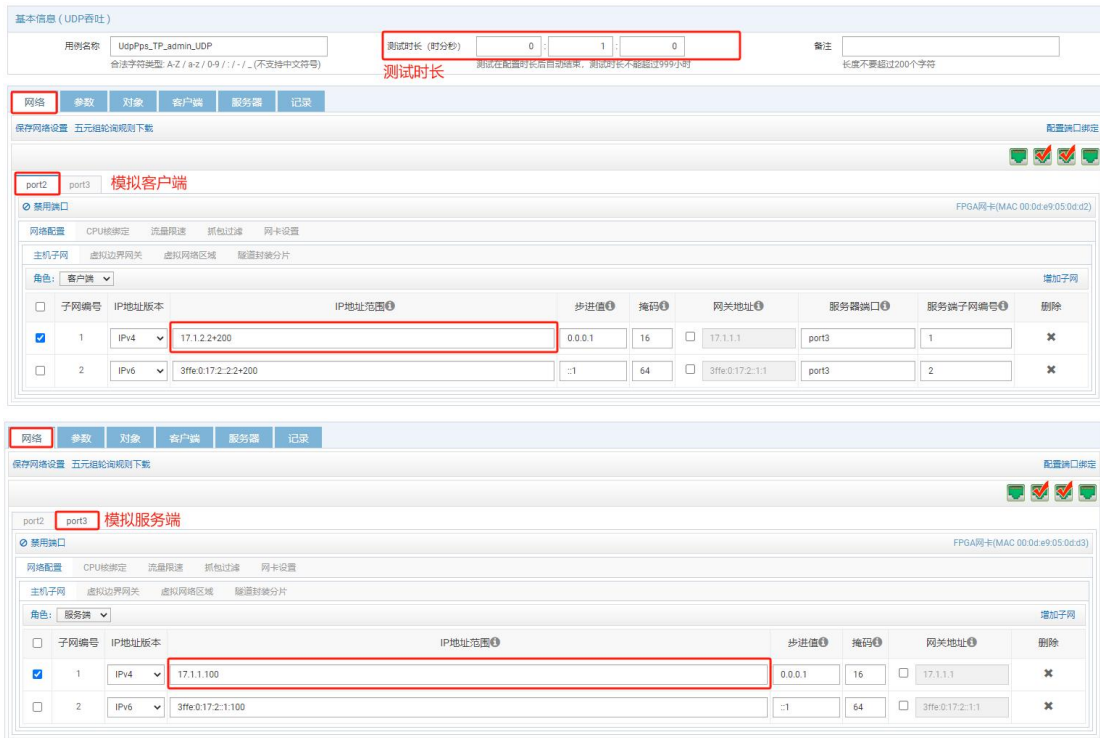 基本信息 ( UDP吞吐 )
用例名称 UdpPps_TP_admin_UDP 测试时长 (时分秒) 0 : 1 : 0 备注
合法字符类型: A-Z / a-z / 0-9 / : / - / _ (不支持中文符号) 测试在配置时长后自动结束，测试时长不能超过999小时 长度不要超过200个字符
测试时长
网络 参数 对象 客户端 服务器 记录
保存网络设置 五元组轮询规则下载 配置端口绑定
port2 port3 模拟客户端
禁用端口 FPGA网卡(MAC 00:0d:e9:05:0d:d2)
网络配置 CPU核绑定 流量限速 抓包过滤 网卡设置
主机子网 虚拟边界网关 虚拟网络区域 隧道封装分片
角色: 客户端 增加子网
子网编号 IP地址版本 IP地址范围 步进值 掩码 网关地址 服务器端口 服务端子网编号 删除
1 IPv4 17.1.2.2+200 0.0.0.1 16 17.1.1.1 port3 1
2 IPv6 3ffe:0:17:2::2:2+200 ::1 64 3ffe:0:17:2::1:1 port3 2
网络 参数 对象 客户端 服务器 记录
保存网络设置 五元组轮询规则下载 配置端口绑定
port2 port3 模拟服务端
禁用端口 FPGA网卡(MAC 00:0d:e9:05:0d:d3)
网络配置 CPU核绑定 流量限速 抓包过滤 网卡设置
主机子网 虚拟边界网关 虚拟网络区域 隧道封装分片
角色: 服务端 增加子网
子网编号 IP地址版本 IP地址范围 步进值 掩码 网关地址 删除
1 IPv4 17.1.1.100 0.0.0.1 16 17.1.1.1
2 IPv6 3ffe:0:17:2::1:100 ::1 64 3ffe:0:17:2::1:1